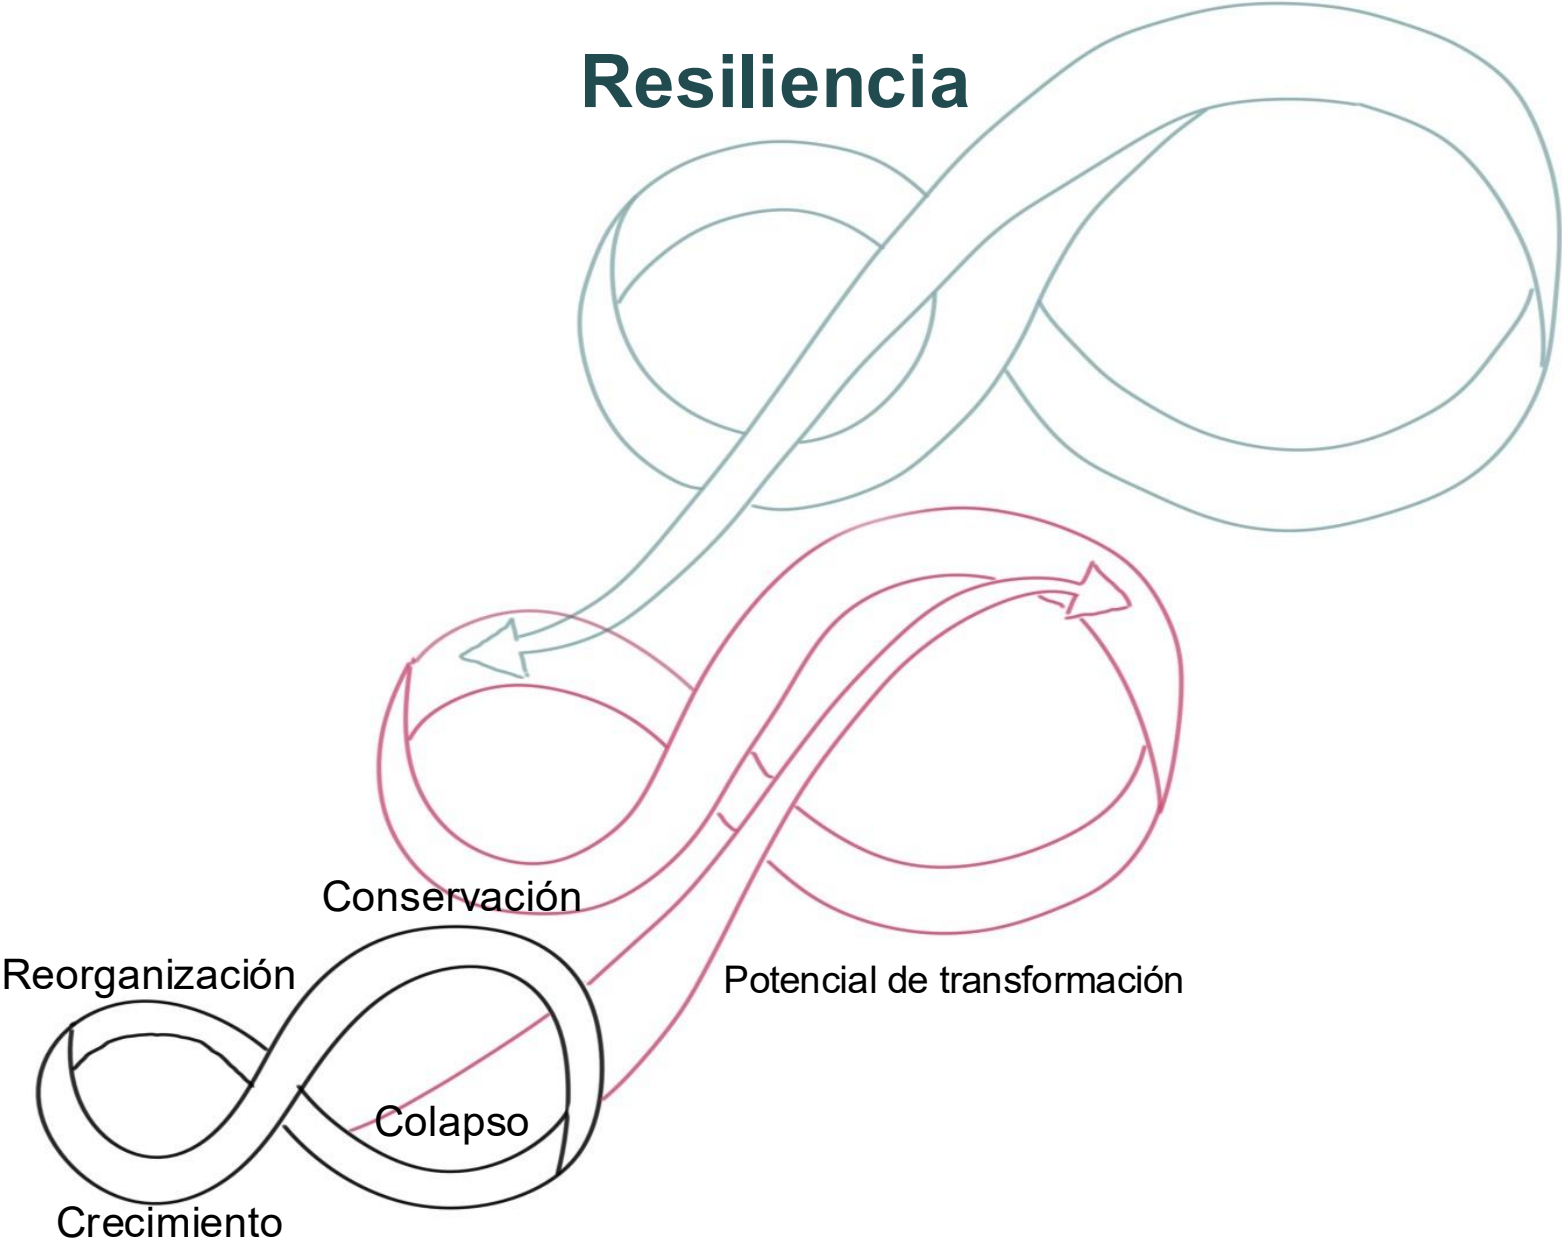 Resiliencia
Conservación
Reorganización
Potencial de transformación
Colapso
Crecimiento